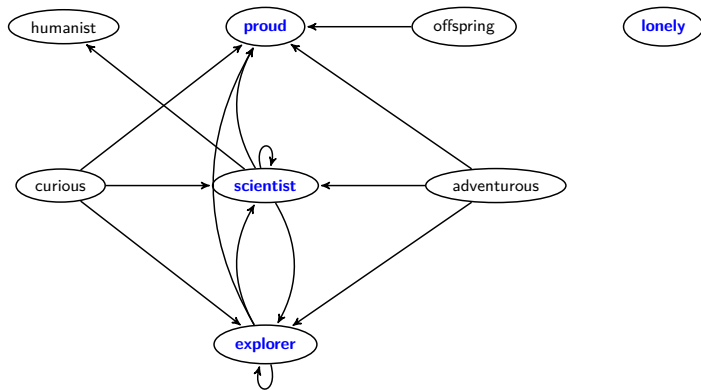 humanist
proud
offspring
lonely
curious
scientist
adventurous
explorer